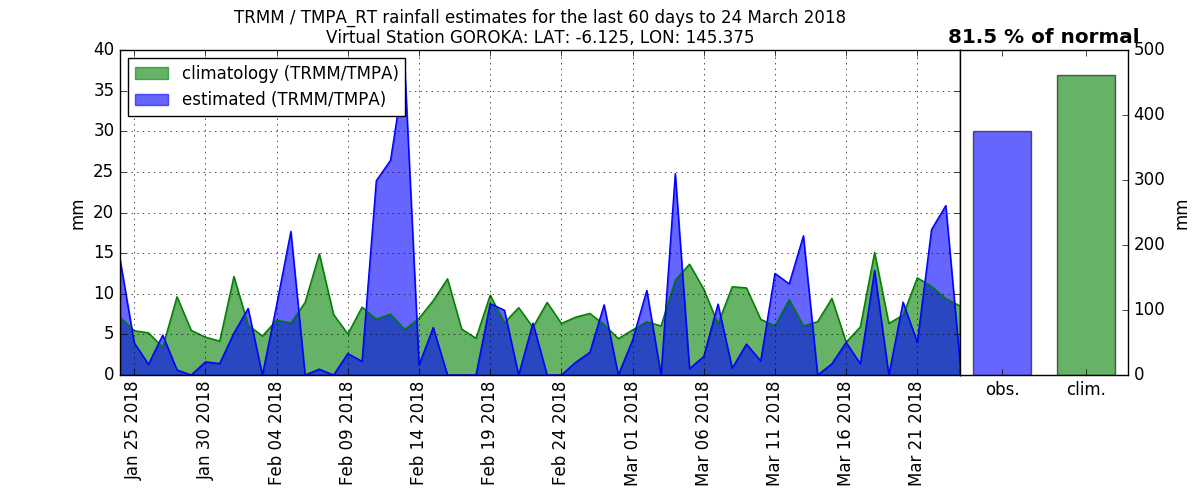 TRMM / TMPA_RT rainfall estimates for the last 60 days to 24 March 2018
Virtual Station GOROKA: LAT: -6.125, LON: 145.375
81.5 % of normal
climatology (TRMM/TMPA)
estimated (TRMM/TMPA)
40
35
30
25
20
15
10
5
0
mm
Jan 25 2018
Jan 30 2018
Feb 04 2018
Feb 09 2018
Feb 14 2018
Feb 19 2018
Feb 24 2018
Mar 01 2018
Mar 06 2018
Mar 11 2018
Mar 16 2018
Mar 21 2018
500
400
300
200
100
0
mm
obs.
clim.